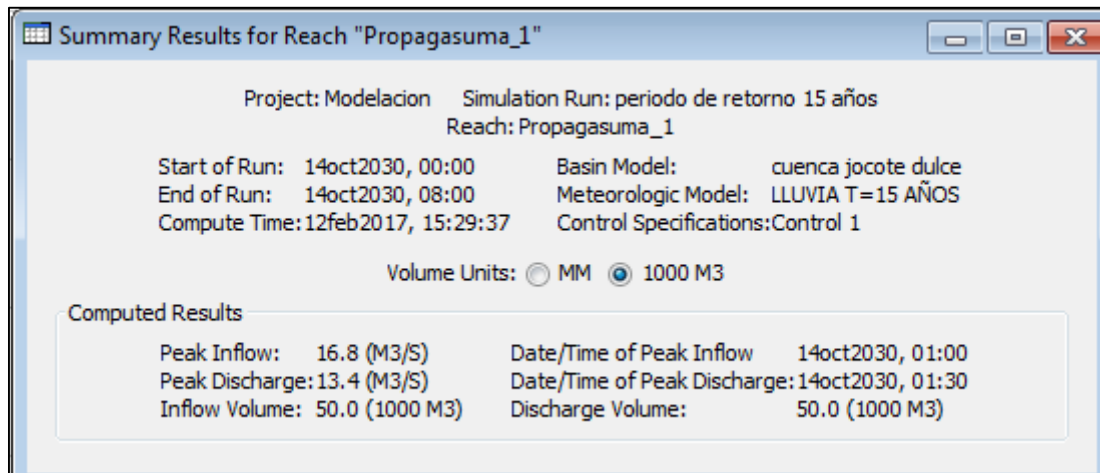 Summary Results for Reach "Propagasuma_1"
Project: Modelacion Simulation Run: periodo de retorno 15 años
Reach: Propagasuma_1
Start of Run: 14oct2030, 00:00 Basin Model: cuenca jocote dulce
End of Run: 14oct2030, 08:00 Meteorologic Model: LLUVIA T=15 AÑOS
Compute Time:12feb2017, 15:29:37 Control Specifications:Control 1
Volume Units: MM 1000 M3
Computed Results
Peak Inflow: 16.8 (M3/S) Date/Time of Peak Inflow 14oct2030, 01:00
Peak Discharge:13.4 (M3/S) Date/Time of Peak Discharge:14oct2030, 01:30
Inflow Volume: 50.0 (1000 M3) Discharge Volume: 50.0 (1000 M3)